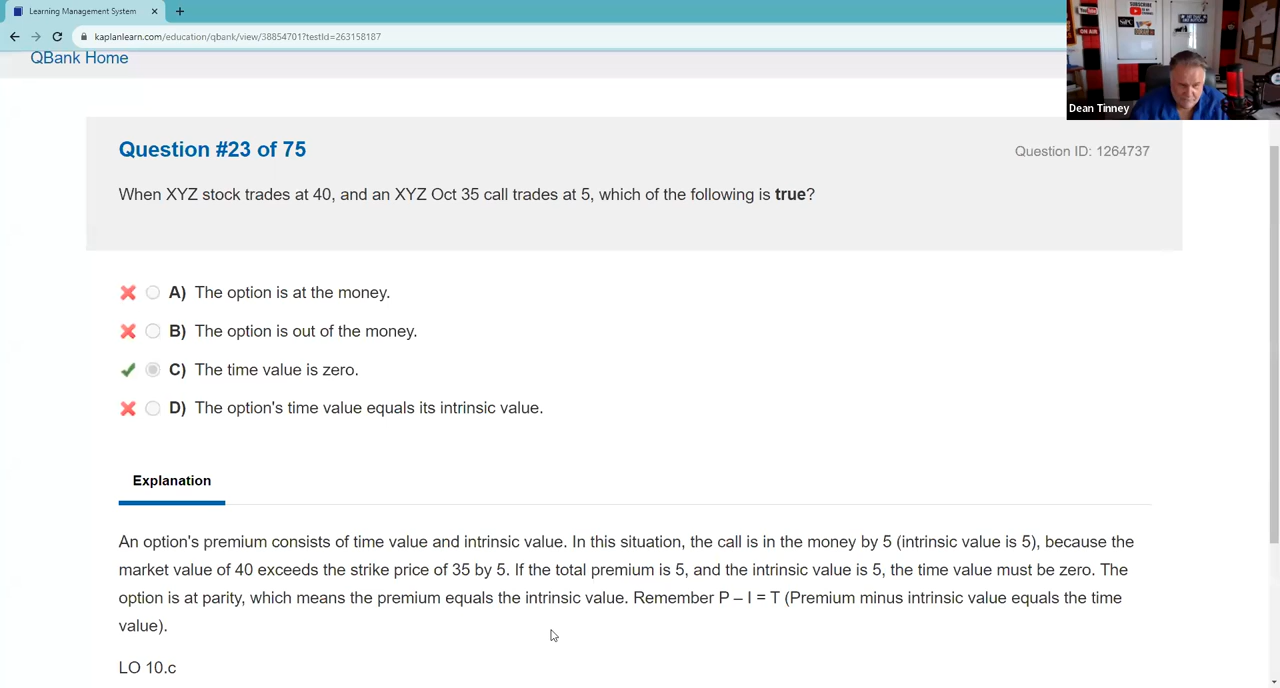 Learning Management System
kaplanlearn.com/education/qbank/view/38854701?testId=263158187
QBank Home
ON AIR
SUBSCRIBE
SIPC
Dean Tinney
Question #23 of 75
Question ID: 1264737
When XYZ stock trades at 40, and an XYZ Oct 35 call trades at 5, which of the following is true?
A) The option is at the money.
B) The option is out of the money.
C) The time value is zero.
D) The option's time value equals its intrinsic value.
Explanation
An option's premium consists of time value and intrinsic value. In this situation, the call is in the money by 5 (intrinsic value is 5), because the
market value of 40 exceeds the strike price of 35 by 5. If the total premium is 5, and the intrinsic value is 5, the time value must be zero. The
option is at parity, which means the premium equals the intrinsic value. Remember P – I = T (Premium minus intrinsic value equals the time
value).
LO 10.c